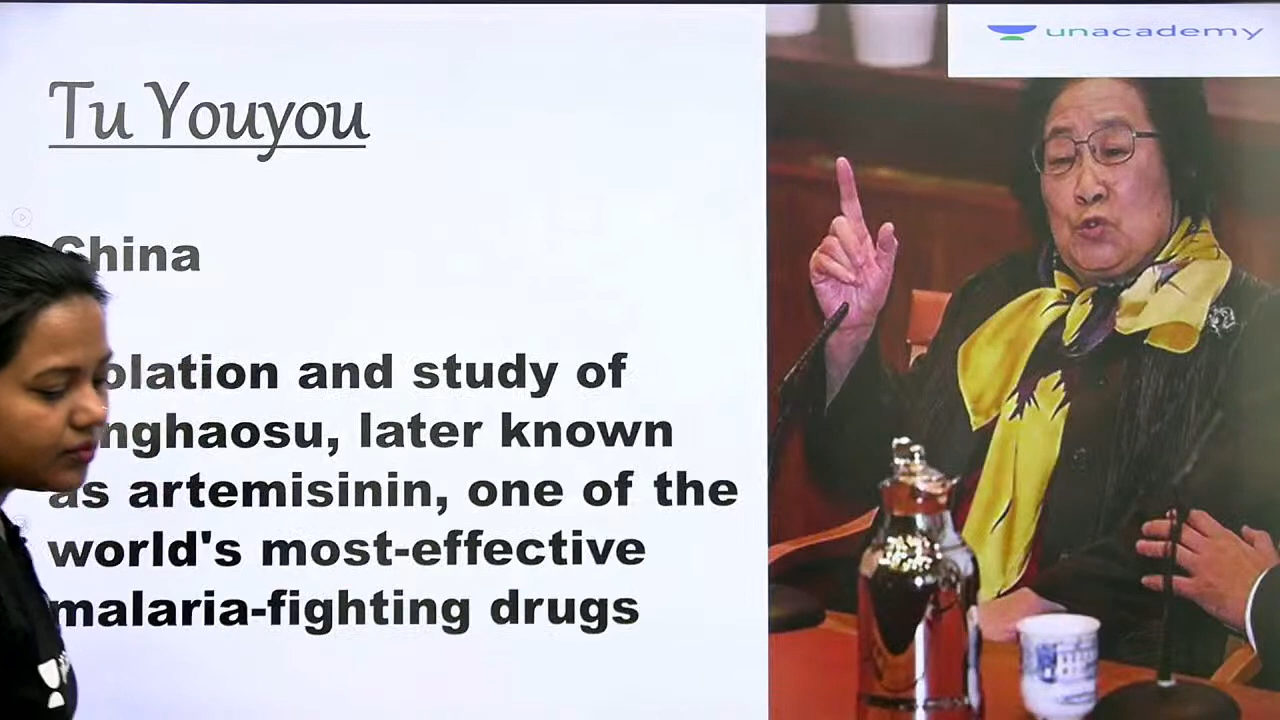 unacademy
Tu Youyou
China
olation and study of
nghaosu, later known
as artemisinin, one of the
world's most-effective
malaria-fighting drugs